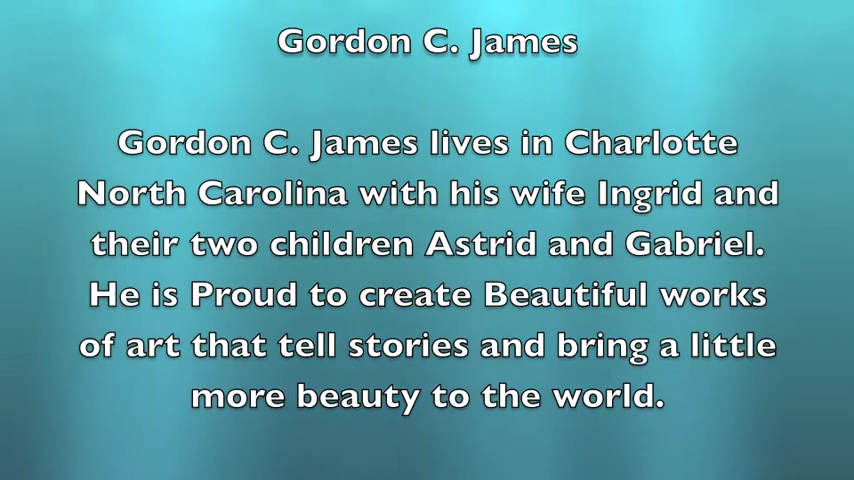 Gordon C. James
Gordon C. James lives in Charlotte
North Carolina with his wife Ingrid and
their two children Astrid and Gabriel.
He is Proud to create Beautiful works
of art that tell stories and bring a little
more beauty to the world.